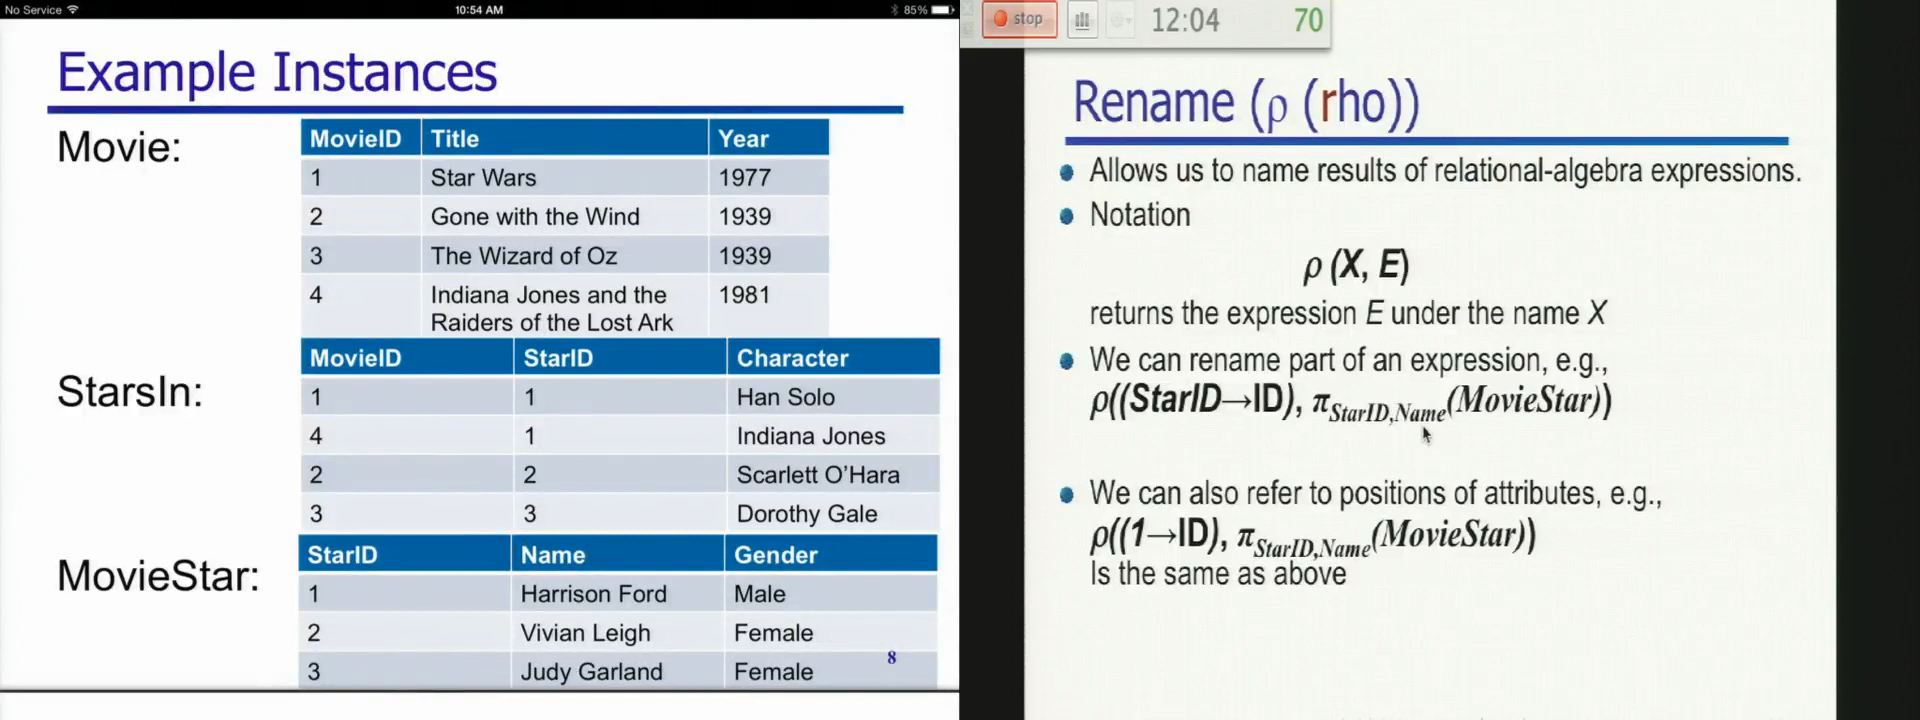 No Service
10:54 AM
85%
Example Instances
Movie:
MovieID Title Year
1 Star Wars 1977
2 Gone with the Wind 1939
3 The Wizard of Oz 1939
4 Indiana Jones and the 1981
Raiders of the Lost Ark
StarsIn:
MovieID StarID Character
1 1 Han Solo
4 1 Indiana Jones
2 2 Scarlett O’Hara
3 3 Dorothy Gale
MovieStar:
StarID Name Gender
1 Harrison Ford Male
2 Vivian Leigh Female
3 Judy Garland Female
8
stop
12:04
70
Rename (ρ (rho))
Allows us to name results of relational-algebra expressions.
Notation
ρ (X, E)
returns the expression E under the name X
We can rename part of an expression, e.g.,
ρ((StarID→ID), π StarID,Name(MovieStar))
We can also refer to positions of attributes, e.g.,
ρ((1→ID), π StarID,Name(MovieStar))
Is the same as above